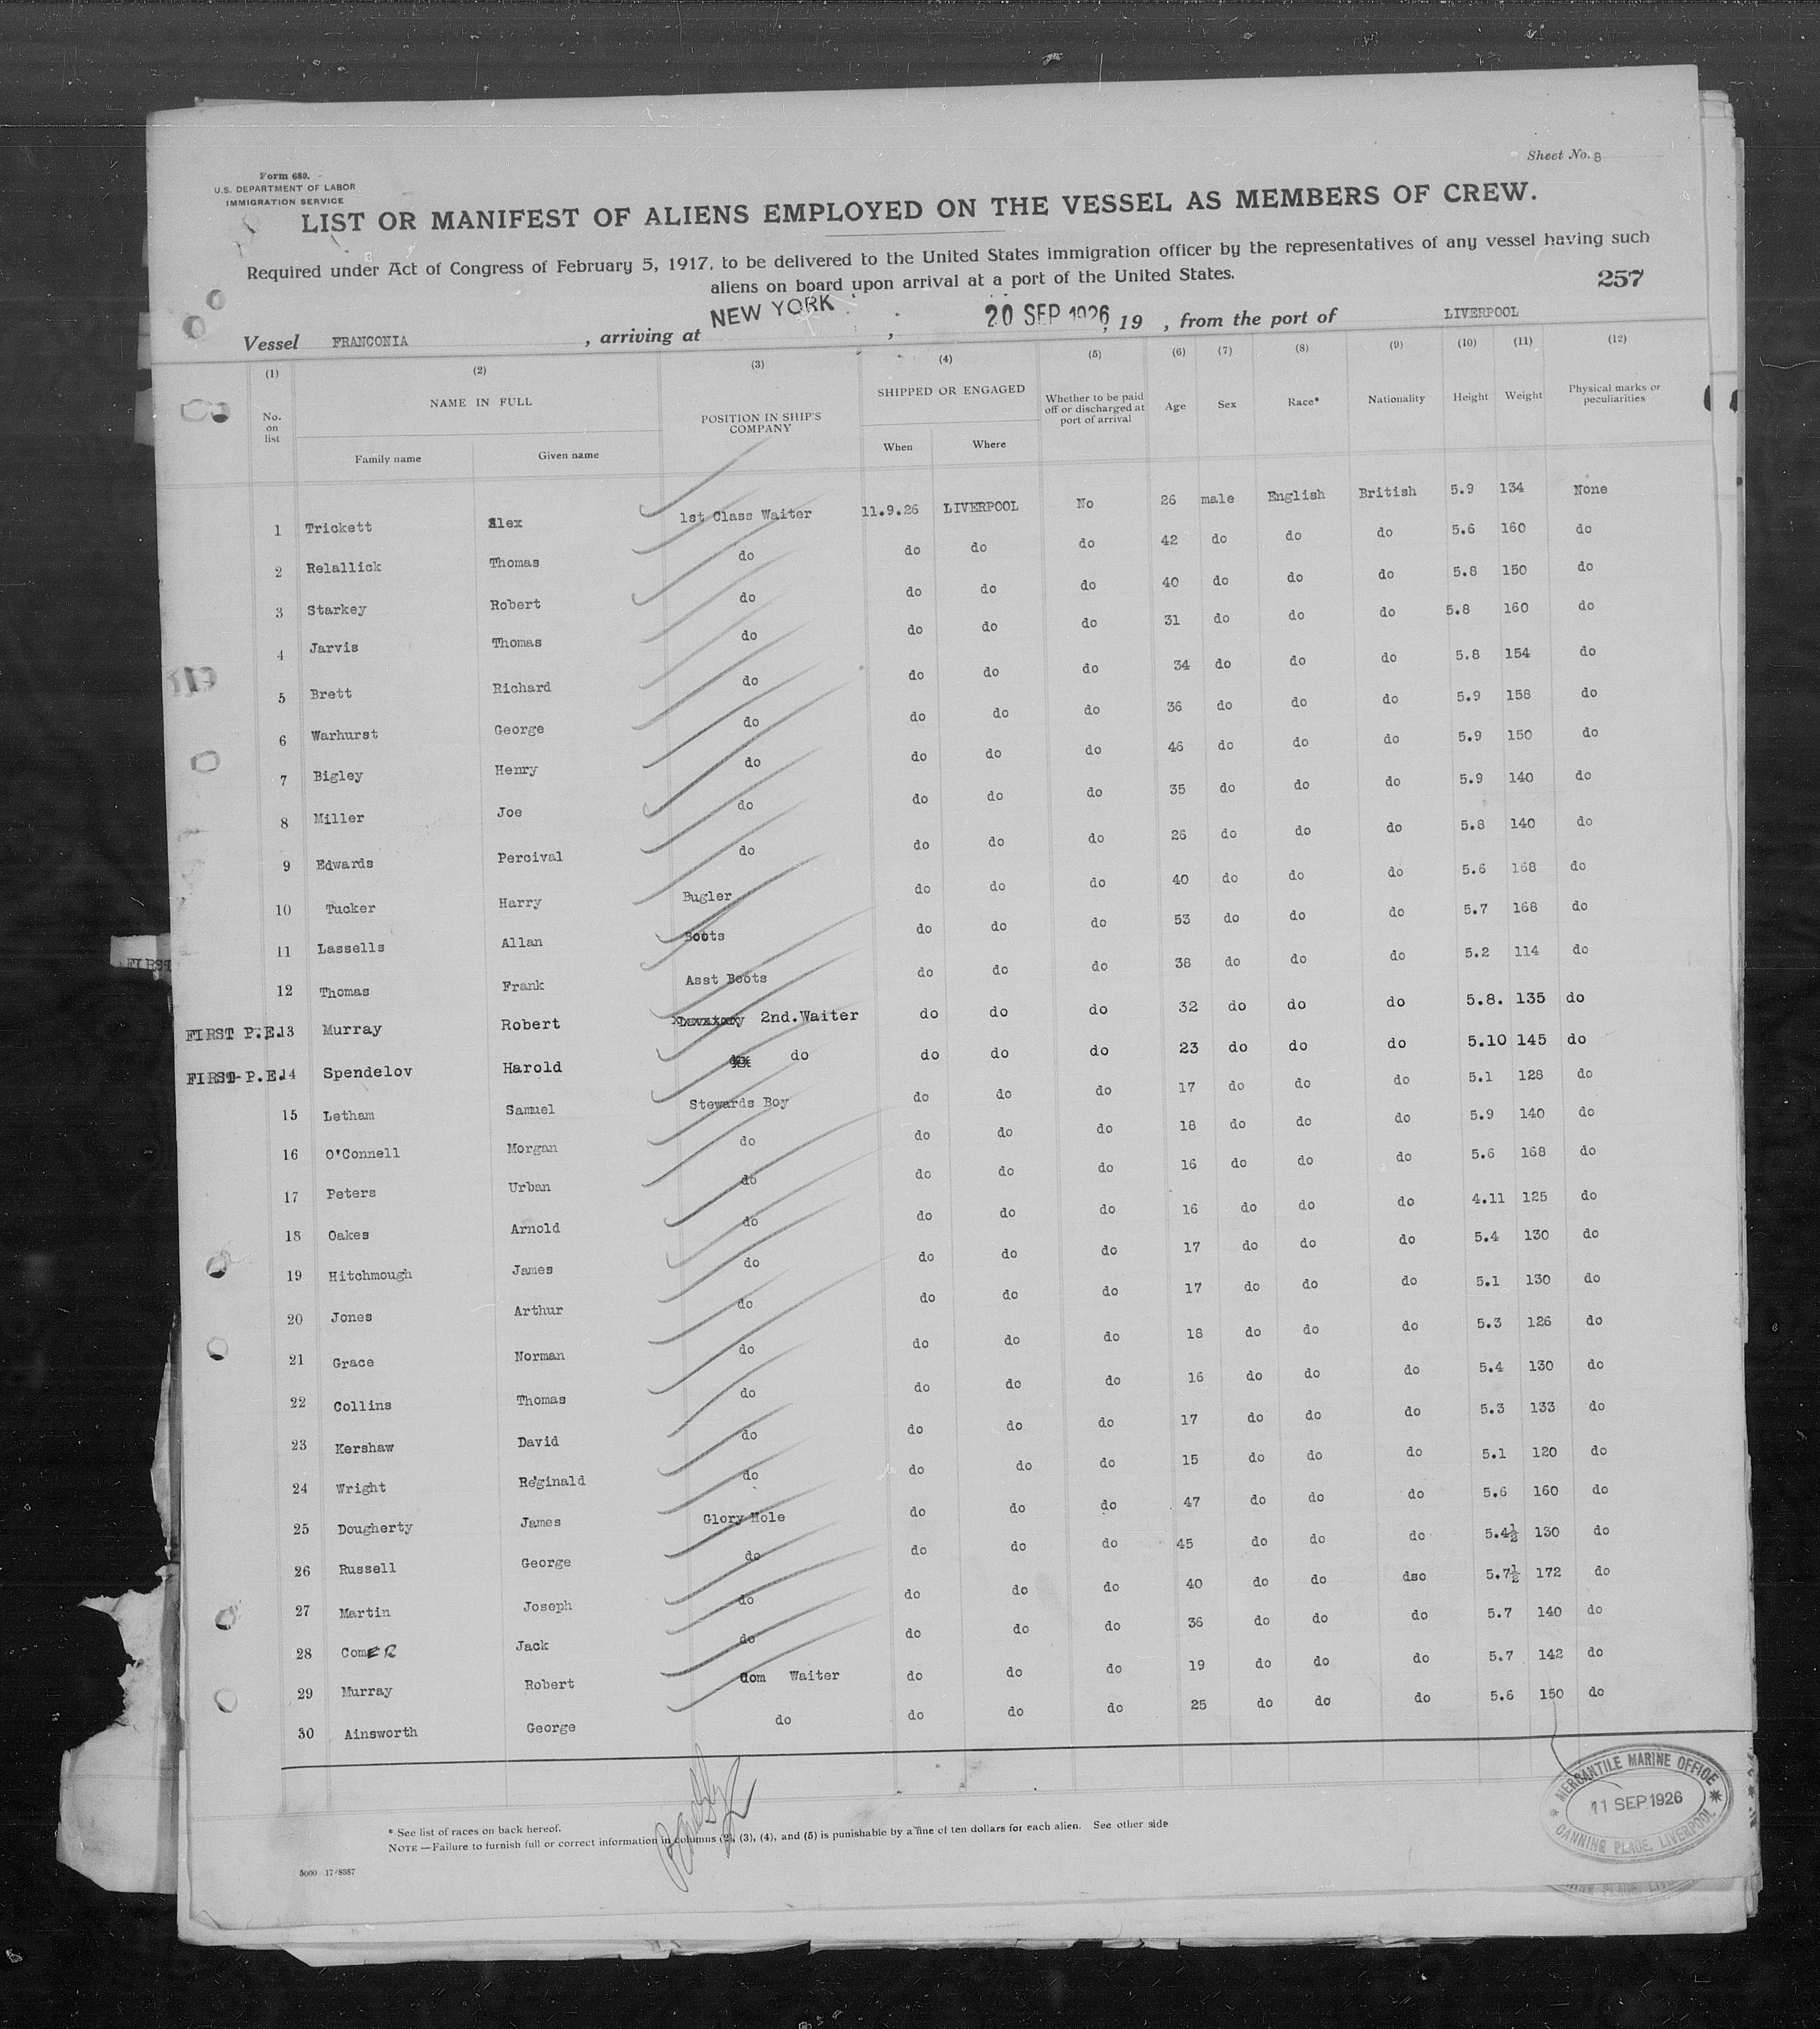 Sheet No. 8
Form 689.
U.S. DEPARTMENT OF LABOR
IMMIGRATION SERVICE
LIST OR MANIFEST OF ALIENS EMPLOYED ON THE VESSEL AS MEMBERS OF CREW.
Required under Act of Congress of February 5, 1917, to be delivered to the United States immigration officer by the representatives of any vessel having such
aliens on board upon arrival at a port of the United States.
257
Vessel FRANCONIA , arriving at NEW YORK , 20 SEP 1926, 19 , from the port of LIVERPOOL
(1) (2) (3) (4) (5) (6) (7) (8) (9) (10) (11) (12)
No. on list NAME IN FULL POSITION IN SHIP'S COMPANY SHIPPED OR ENGAGED Whether to be paid off or discharged at port of arrival Age Sex Race* Nationality Height Weight Physical marks or peculiarities
Family name Given name When Where
1 Trickett Alex 1st Class Waiter 11.9.26 LIVERPOOL No 26 male English British 5.9 134 None
2 Relallick Thomas do do do do 42 do do do 5.6 160 do
3 Starkey Robert do do do do 40 do do do 5.8 150 do
4 Jarvis Thomas do do do do 31 do do do 5.8 160 do
5 Brett Richard do do do do 34 do do do 5.8 154 do
6 Warhurst George do do do do 36 do do do 5.9 158 do
7 Bigley Henry do do do do 46 do do do 5.9 150 do
8 Miller Joe do do do do 35 do do do 5.9 140 do
9 Edwards Percival do do do do 26 do do do 5.8 140 do
10 Tucker Harry Bugler do do do 40 do do do 5.6 168 do
11 Lassells Allan Boots do do do 53 do do do 5.7 168 do
12 Thomas Frank Asst Boots do do do 38 do do do 5.2 114 do
FIRST P.E. 13 Murray Robert 2nd.Waiter do do do 32 do do do 5.8. 135 do
FIRST P.E. 14 Spendelov Harold do do do do 23 do do do 5.10 145 do
15 Letham Samuel Stewards Boy do do do 17 do do do 5.1 128 do
16 O'Connell Morgan do do do do 18 do do do 5.9 140 do
17 Peters Urban do do do do 16 do do do 5.6 168 do
18 Oakes Arnold do do do do 16 do do do 4.11 125 do
19 Hitchmough James do do do do 17 do do do 5.4 130 do
20 Jones Arthur do do do do 17 do do do 5.1 130 do
21 Grace Norman do do do do 18 do do do 5.3 126 do
22 Collins Thomas do do do do 16 do do do 5.4 130 do
23 Kershaw David do do do do 17 do do do 5.3 133 do
24 Wright Reginald do do do do 15 do do do 5.1 120 do
25 Dougherty James Glory Hole do do do 47 do do do 5.6 160 do
26 Russell George do do do do 45 do do do 5.4½ 130 do
27 Martin Joseph do do do do 40 do do dso 5.7½ 172 do
28 ComER Jack do do do do 36 do do do 5.7 140 do
29 Murray Robert Com Waiter do do do 19 do do do 5.7 142 do
30 Ainsworth George do do do do 25 do do do 5.6 150 do
* See list of races on back hereof.
NOTE —Failure to furnish full or correct information in columns (2), (3), (4), and (5) is punishable by a fine of ten dollars for each alien. See other side
5000 17/8387
MERCANTILE MARINE OFFICE
11 SEP 1926
CANNING PLACE, LIVERPOOL
FIRST